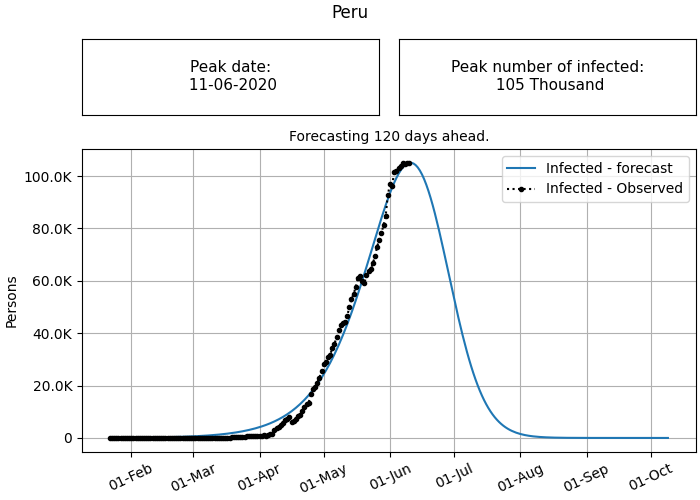 Peru
Peak date:
11-06-2020
Peak number of infected:
105 Thousand
Forecasting 120 days ahead.
Infected - forecast
Infected - Observed
Persons
100.0K
80.0K
60.0K
40.0K
20.0K
0
01-Feb
01-Mar
01-Apr
01-May
01-Jun
01-Jul
01-Aug
01-Sep
01-Oct